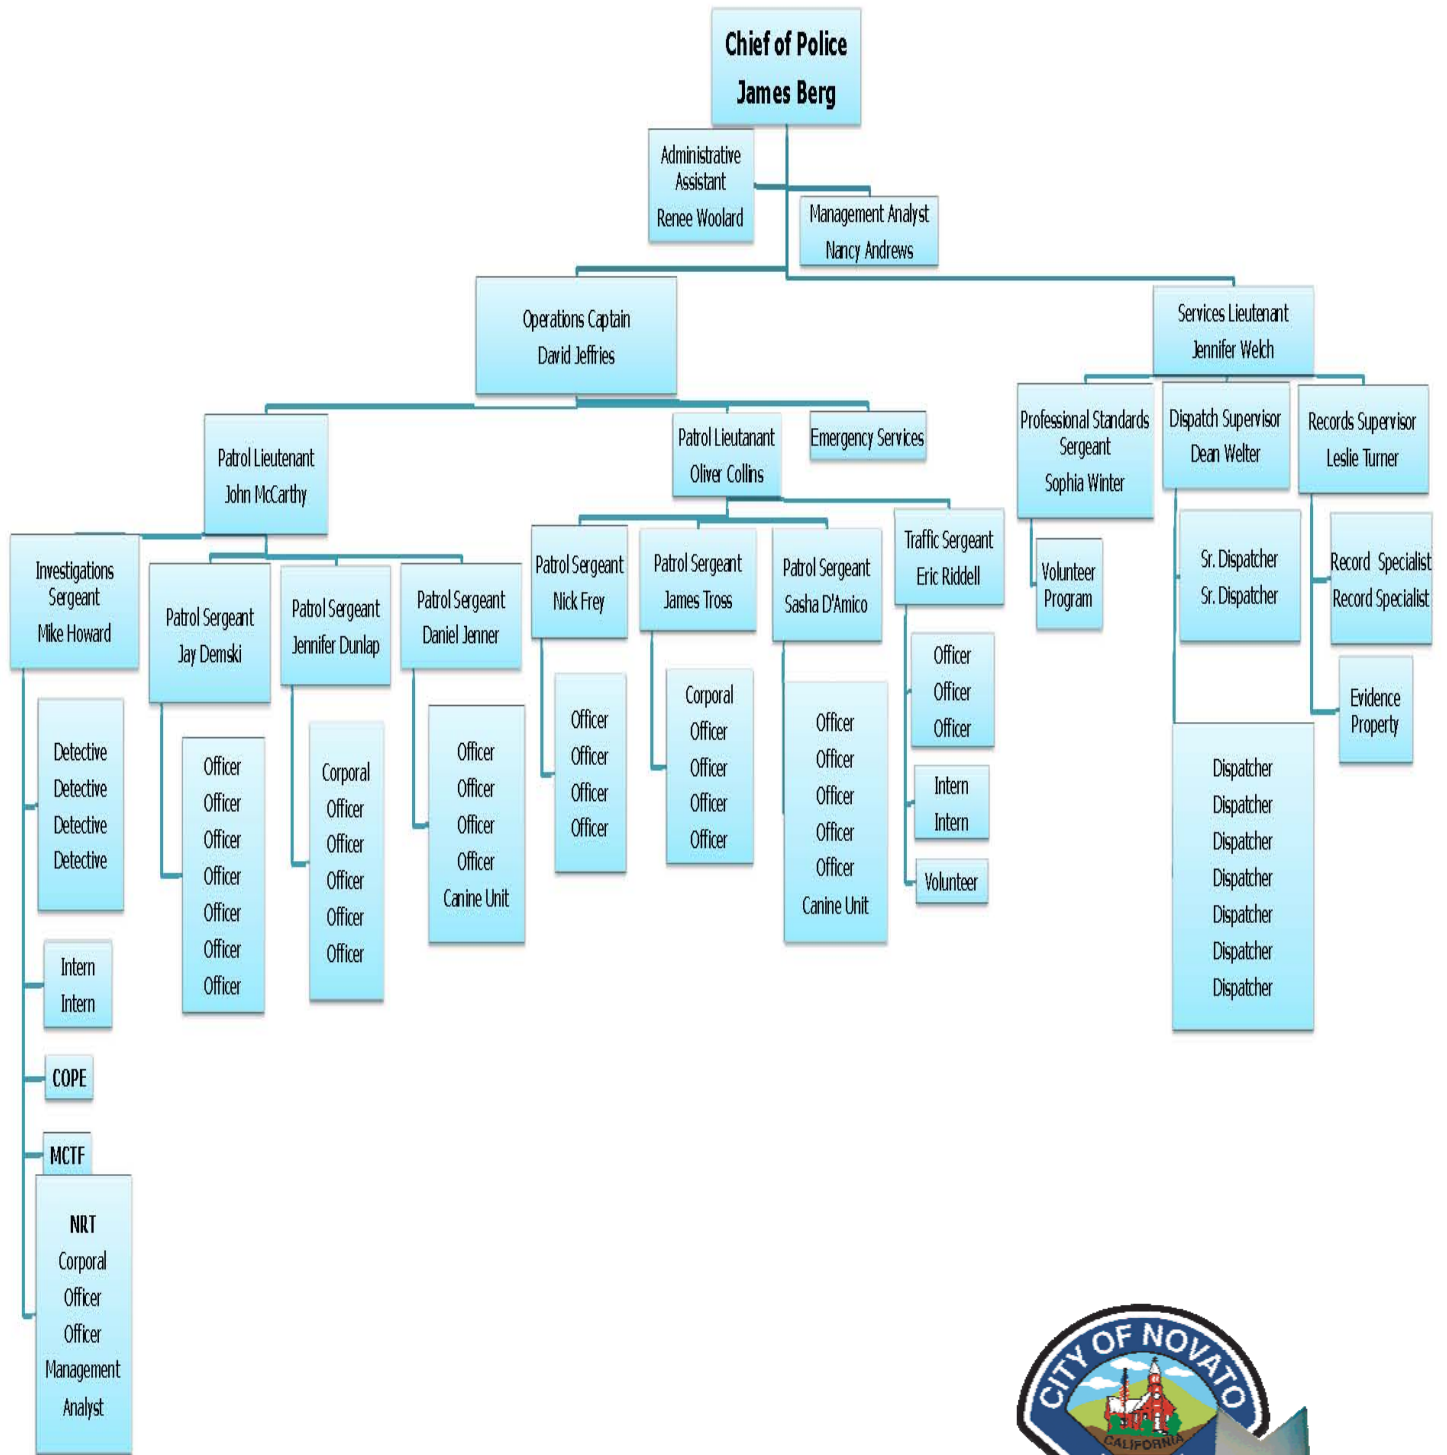 Chief of Police
James Berg
Administrative
Assistant
Renee Woolard
Management Analyst
Nancy Andrews
Operations Captain
David Jeffries
Services Lieutenant
Jennifer Welch
Patrol Lieutenant
John McCarthy
Patrol Lieutanant
Oliver Collins
Emergency Services
Professional Standards
Sergeant
Sophia Winter
Dispatch Supervisor
Dean Welter
Records Supervisor
Leslie Turner
Investigations
Sergeant
Mike Howard
Patrol Sergeant
Jay Demski
Patrol Sergeant
Jennifer Dunlap
Patrol Sergeant
Daniel Jenner
Patrol Sergeant
Nick Frey
Patrol Sergeant
James Tross
Patrol Sergeant
Sasha D'Amico
Traffic Sergeant
Eric Riddell
Volunteer
Program
Sr. Dispatcher
Sr. Dispatcher
Record Specialist
Record Specialist
Evidence
Property
Detective
Detective
Detective
Detective
Officer
Officer
Officer
Officer
Officer
Officer
Officer
Corporal
Officer
Officer
Officer
Officer
Officer
Officer
Officer
Officer
Officer
Canine Unit
Officer
Officer
Officer
Officer
Corporal
Officer
Officer
Officer
Officer
Officer
Officer
Officer
Officer
Officer
Canine Unit
Officer
Officer
Officer
Intern
Intern
Volunteer
Dispatcher
Dispatcher
Dispatcher
Dispatcher
Dispatcher
Dispatcher
Dispatcher
Intern
Intern
COPE
MCTF
NRT
Corporal
Officer
Officer
Management
Analyst
CITY OF NOVATO
CALIFORNIA